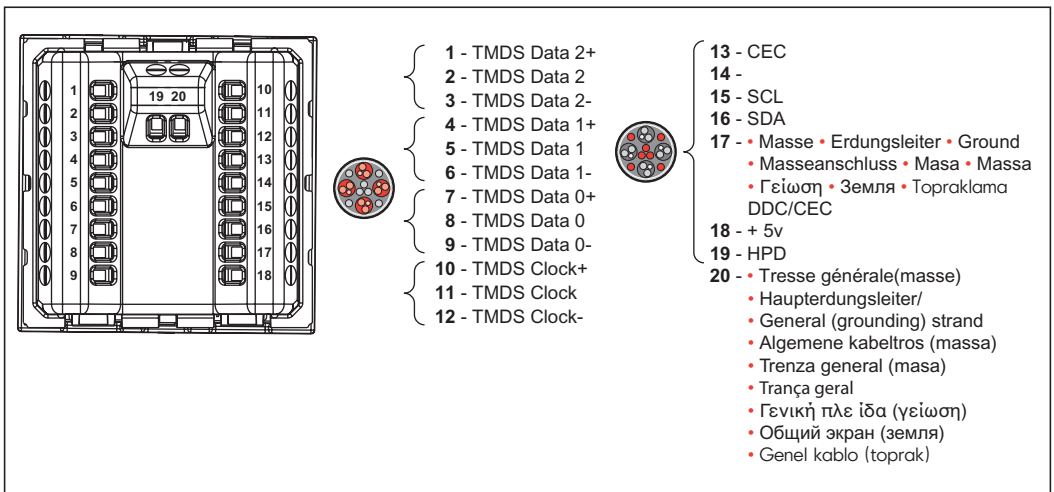 1
2
3
4
5
6
7
8
9
19 20
10
11
12
13
14
15
16
17
18
1 - TMDS Data 2+
2 - TMDS Data 2
3 - TMDS Data 2-
4 - TMDS Data 1+
5 - TMDS Data 1
6 - TMDS Data 1-
7 - TMDS Data 0+
8 - TMDS Data 0
9 - TMDS Data 0-
10 - TMDS Clock+
11 - TMDS Clock
12 - TMDS Clock-
13 - CEC
14 -
15 - SCL
16 - SDA
17 - • Masse • Erdungsleiter • Ground
• Masseanschluss • Masa • Massa
• Γείωση • Земля • Topraklama
DDC/CEC
18 - + 5v
19 - HPD
20 - • Tresse générale(masse)
• Haupterdungsleiter/
• General (grounding) strand
• Algemene kabeltros (massa)
• Trenza general (masa)
• Trança geral
• Γενική πλε ίδα (γείωση)
• Общий экран (земля)
• Genel kablo (toprak)